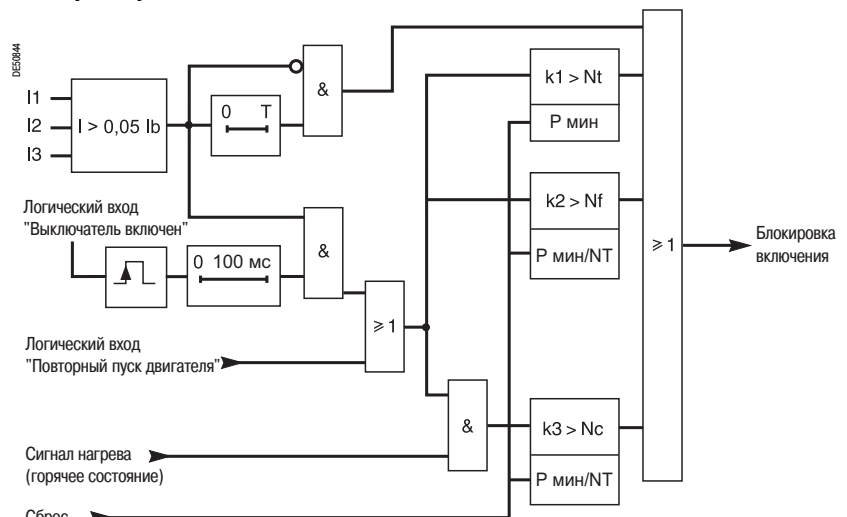 DE50844
I1
I2
I3
I > 0,05 Ib
0 T
&
k1 > Nt
P мин
k2 > Nf
P мин/NT
Логический вход
"Выключатель включен"
0 100 мс
&
≥ 1
≥ 1
Блокировка
включения
Логический вход
"Повторный пуск двигателя"
&
k3 > Nc
P мин/NT
Сигнал нагрева
(горячее состояние)
Сброс